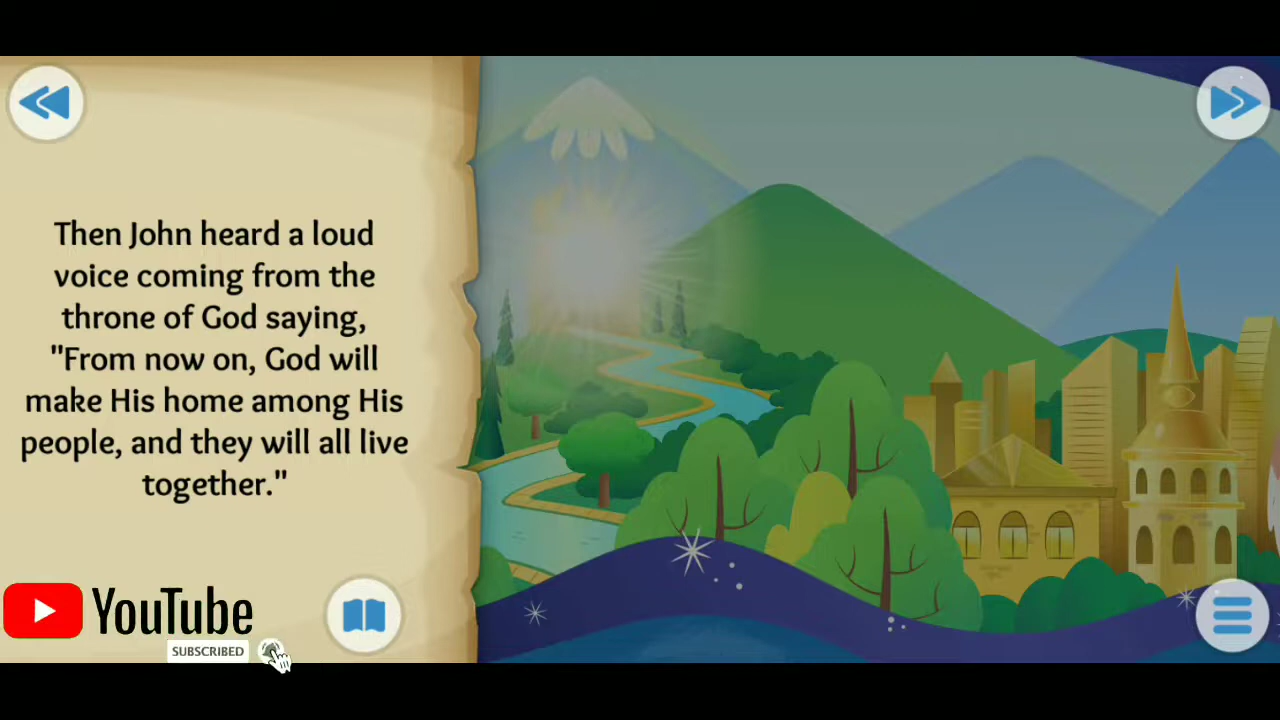 Then John heard a loud
voice coming from the
throne of God saying,
"From now on, God will
make His home among His
people, and they will all live
together."
YouTube
SUBSCRIBED